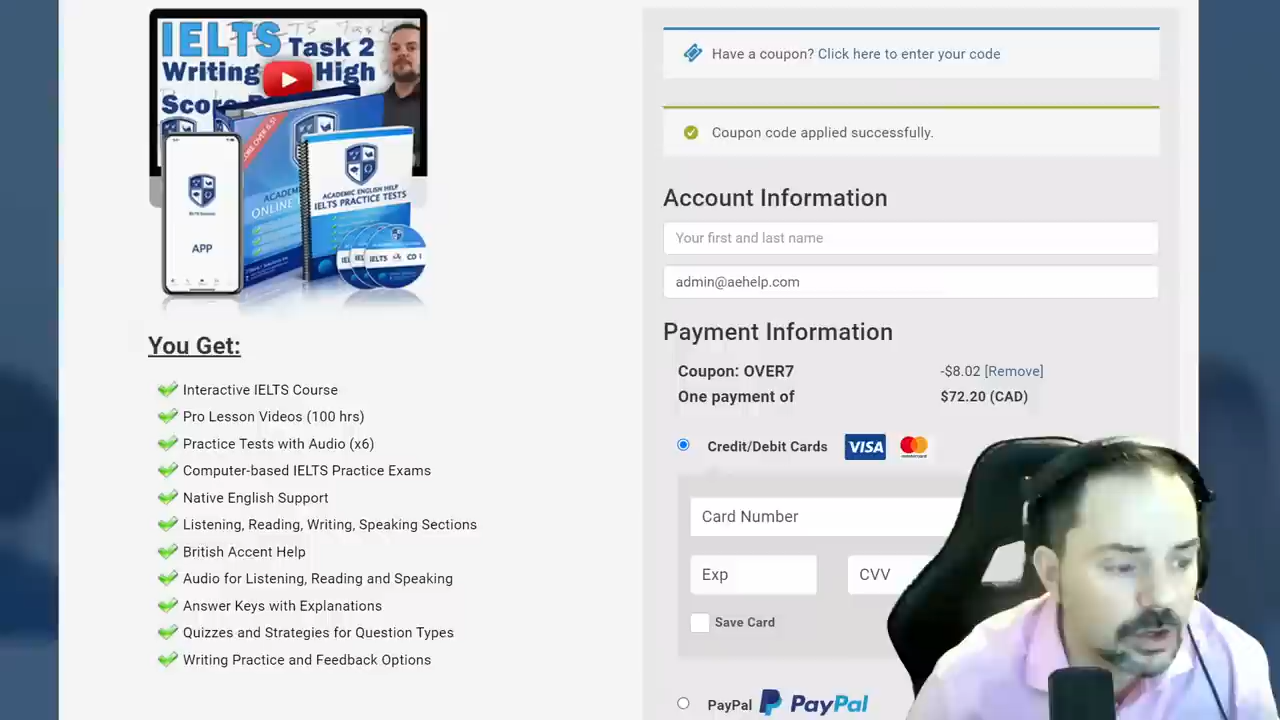 IELTS Task 2
Writing High
Score
ACADEMIC ENGLISH HELP
IELTS PRACTICE TESTS
ONLINE
APP
IELTS
CD 1
You Get:
Interactive IELTS Course
Pro Lesson Videos (100 hrs)
Practice Tests with Audio (x6)
Computer-based IELTS Practice Exams
Native English Support
Listening, Reading, Writing, Speaking Sections
British Accent Help
Audio for Listening, Reading and Speaking
Answer Keys with Explanations
Quizzes and Strategies for Question Types
Writing Practice and Feedback Options
Have a coupon? Click here to enter your code
Coupon code applied successfully.
Account Information
Your first and last name
admin@aehelp.com
Payment Information
Coupon: OVER7 -$8.02 [Remove]
One payment of $72.20 (CAD)
Credit/Debit Cards VISA
Card Number
Exp CVV
Save Card
PayPal PayPal